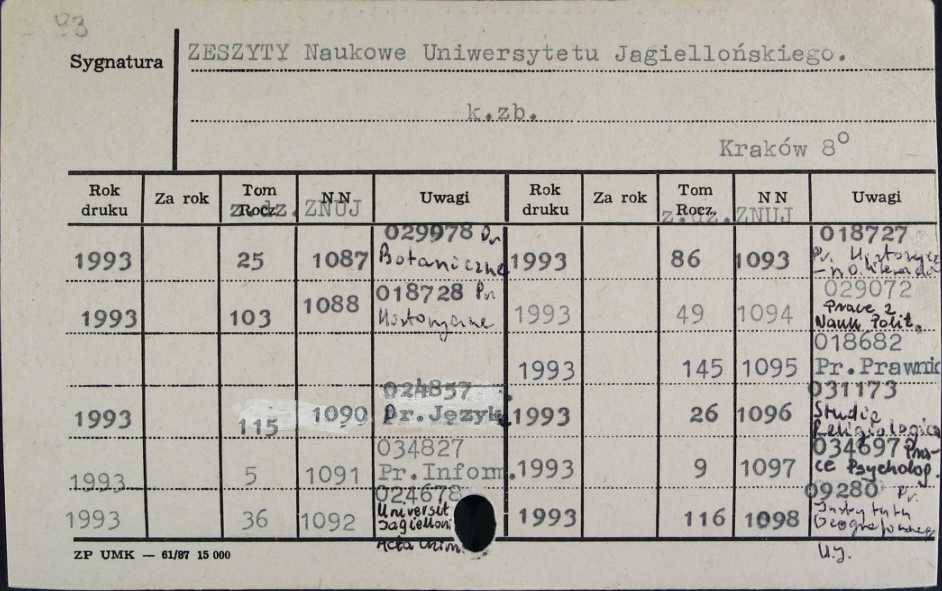 93
Sygnatura
ZESZYTY Naukowe Uniwersytetu Jagiellońskiego.
k.zb.
Kraków 8°
Rok druku Za rok Tom Rocz. NN Uwagi Rok druku Za rok Tom Rocz. NN Uwagi
z.dz. ZNUJ z.dz. ZNUJ
1993 25 1087 029978 Pr. Botaniczne
1993 103 1088 018728 Pr. Historyczne
1993 115 1090 024857 Pr.Język.
1993 5 1091 034827 Pr.Inform.
1993 36 1092 024678 Uniwersit Jagielloni Acta
1993 86 1093 018727 Pr. Historycz
1993 49 1094 029072 Prace z Nauk Polit.
1993 145 1095 018682 Pr.Prawnic
1993 26 1096 031173 Studia Religiologica
1993 9 1097 034697 Prace Psycholog.
1993 116 1098 09280 Pr. Instytutu U.J.
ZP UMK — 61/87 15 000